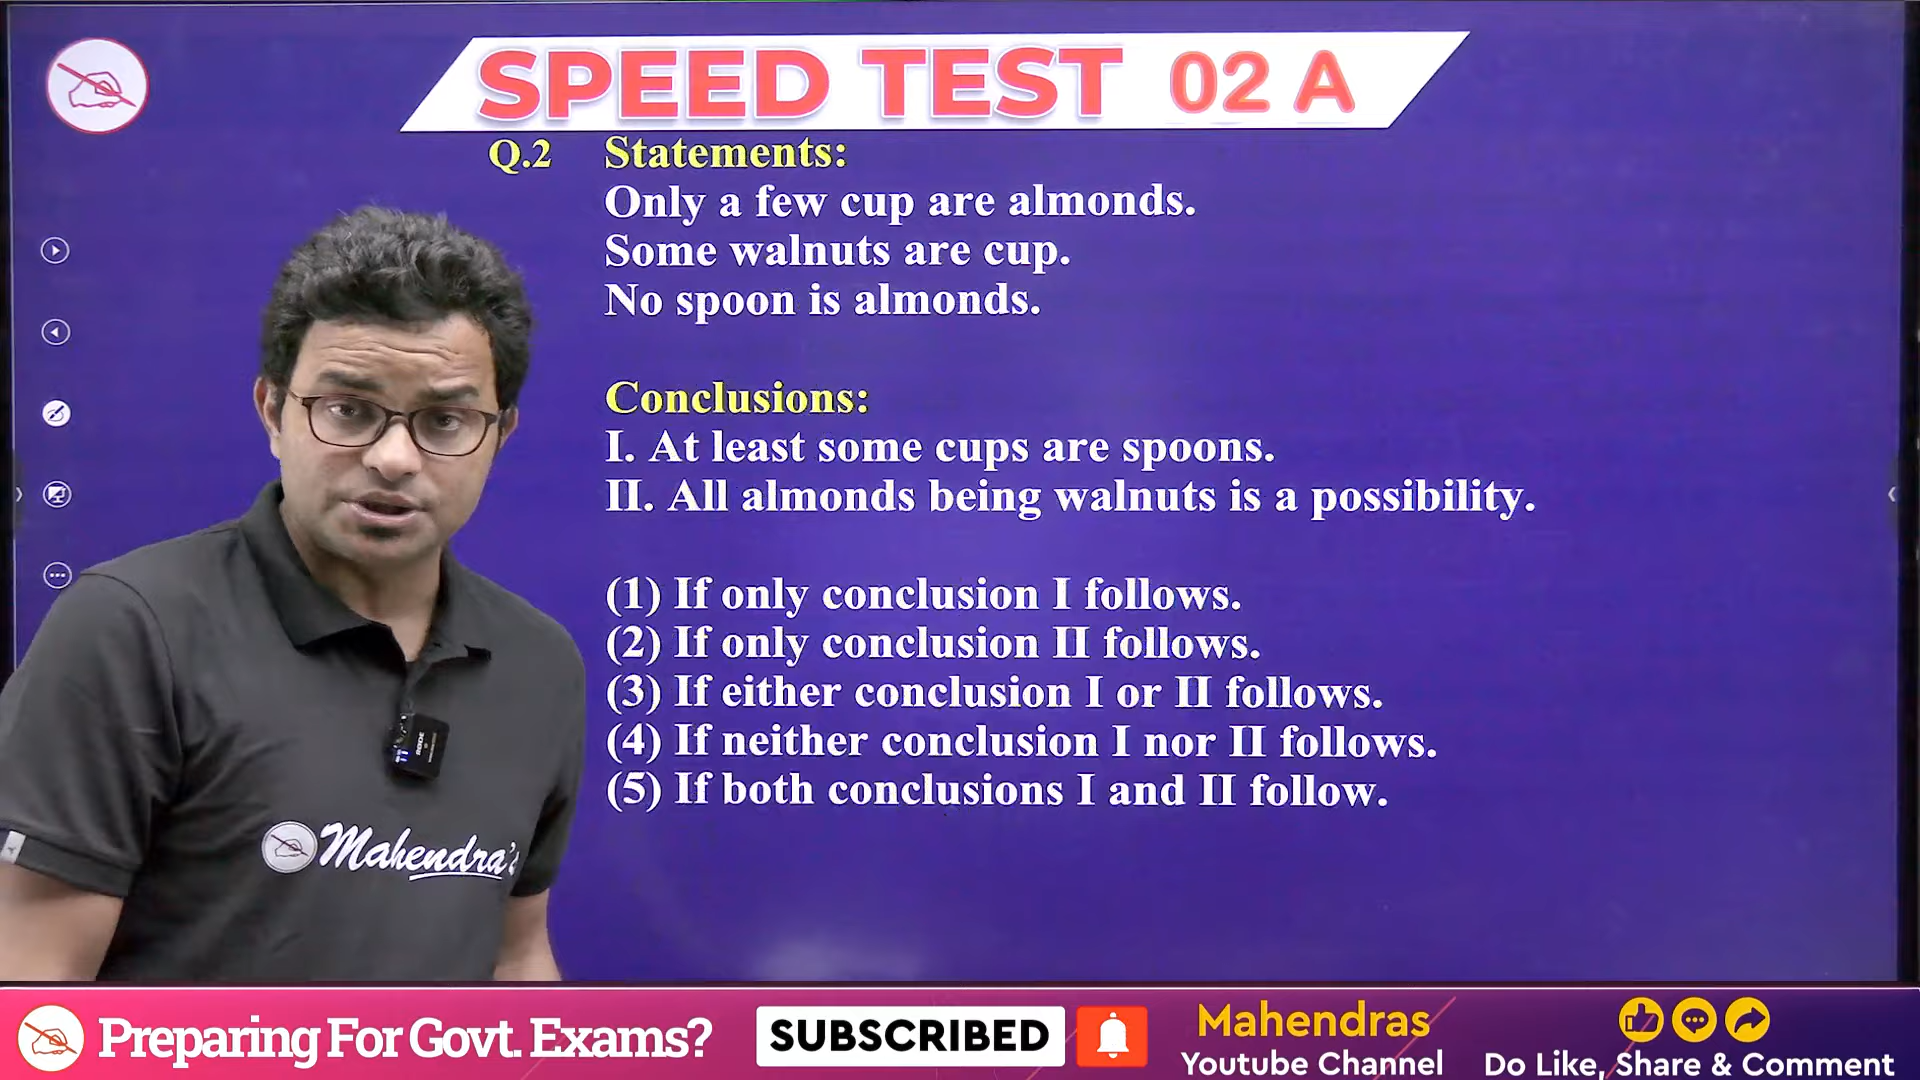 SPEED TEST 02 A
Q.2 Statements:
Only a few cup are almonds.
Some walnuts are cup.
No spoon is almonds.
Conclusions:
I. At least some cups are spoons.
II. All almonds being walnuts is a possibility.
(1) If only conclusion I follows.
(2) If only conclusion II follows.
(3) If either conclusion I or II follows.
(4) If neither conclusion I nor II follows.
(5) If both conclusions I and II follow.
Mahendra's
Preparing For Govt. Exams?
SUBSCRIBED
Mahendras
Youtube Channel
Do Like, Share & Comment